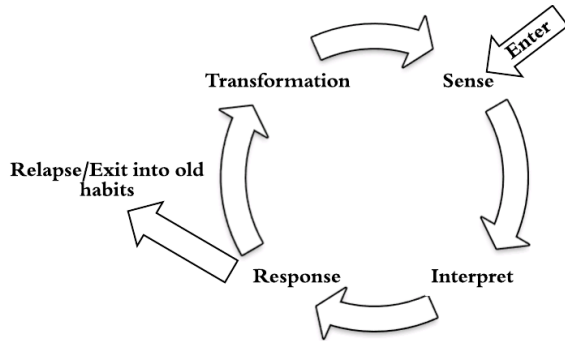 Enter
Transformation
Sense
Relapse/Exit into old
habits
Response
Interpret